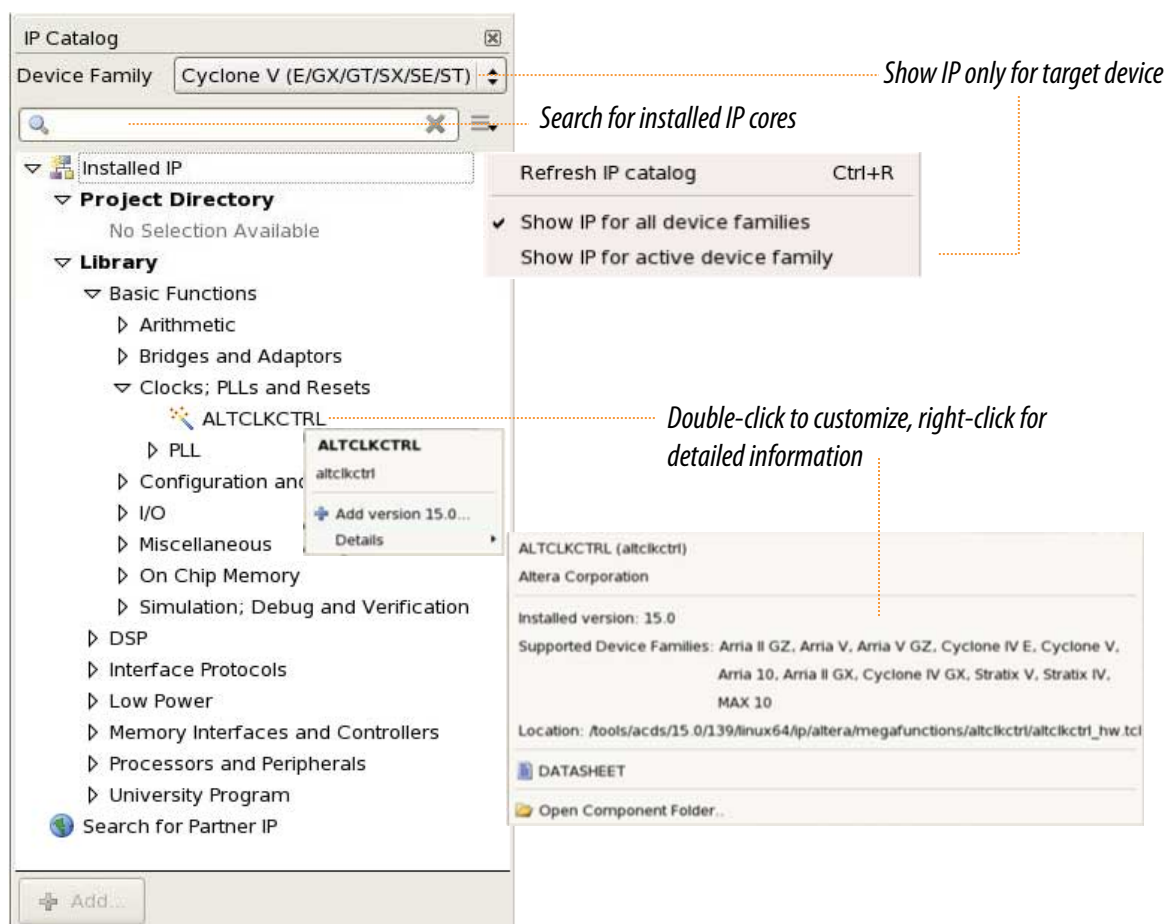 IP Catalog
Device Family Cyclone V (E/GX/GT/SX/SE/ST)
Show IP only for target device
Search for installed IP cores
Installed IP
Refresh IP catalog Ctrl+R
Project Directory
Show IP for all device families
No Selection Available
Show IP for active device family
Library
Basic Functions
Arithmetic
Bridges and Adaptors
Clocks; PLLs and Resets
ALTCLKCTRL
Double-click to customize, right-click for
detailed information
PLL
ALTCLKCTRL
altclkctrl
Configuration and
Add version 15.0...
I/O
Details
Miscellaneous
On Chip Memory
Simulation; Debug and Verification
DSP
Interface Protocols
Low Power
Memory Interfaces and Controllers
Processors and Peripherals
University Program
Search for Partner IP
Add...
ALTCLKCTRL (altclkctrl)
Altera Corporation
Installed version: 15.0
Supported Device Families: Arria II GZ, Arria V, Arria V GZ, Cyclone IV E, Cyclone V,
Arria 10, Arria II GX, Cyclone IV GX, Stratix V, Stratix IV,
MAX 10
Location: /tools/acds/15.0/139/linux64/ip/altera/megafunctions/altclkctrl/altclkctrl_hw.tcl
DATASHEET
Open Component Folder..